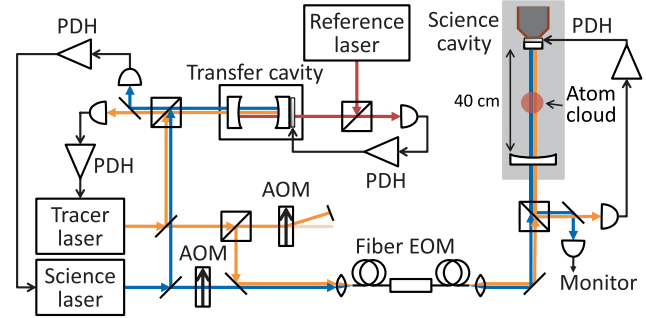 PDH
Reference
laser
Science
cavity
PDH
Transfer cavity
40 cm
Atom
cloud
PDH
PDH
AOM
Tracer
laser
AOM
Fiber EOM
Science
laser
Monitor